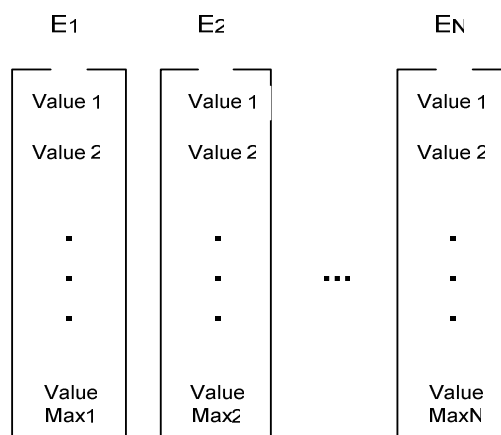 E1 E2 EN
Value 1 Value 1 Value 1
Value 2 Value 2 Value 2
...
Value Value Value
Max1 Max2 MaxN